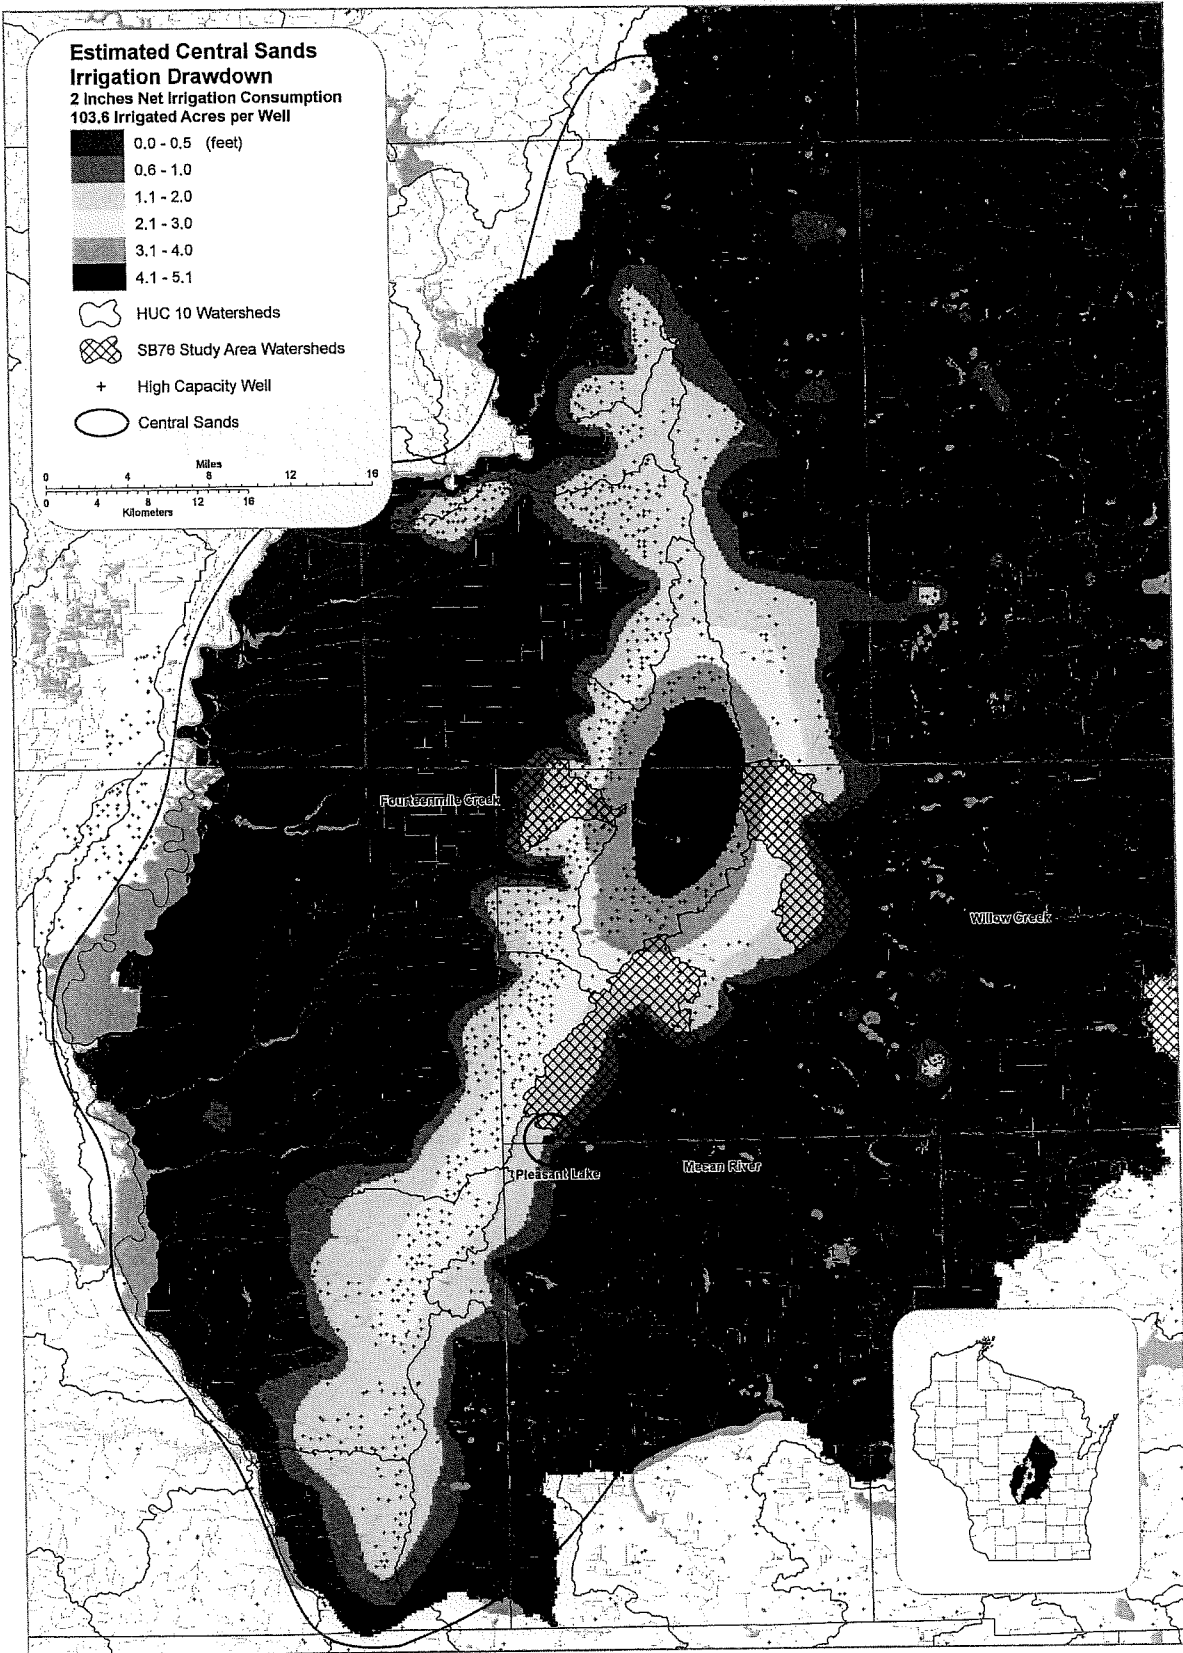 Estimated Central Sands
Irrigation Drawdown
2 Inches Net Irrigation Consumption
103.6 Irrigated Acres per Well
0.0 - 0.5 (feet)
0.6 - 1.0
1.1 - 2.0
2.1 - 3.0
3.1 - 4.0
4.1 - 5.1
HUC 10 Watersheds
SB76 Study Area Watersheds
+ High Capacity Well
Central Sands
Miles
0 4 8 12 16
0 4 8 12 16
Kilometers
Fourteenmile Creek
Willow Creek
Pleasant Lake
Mecan River